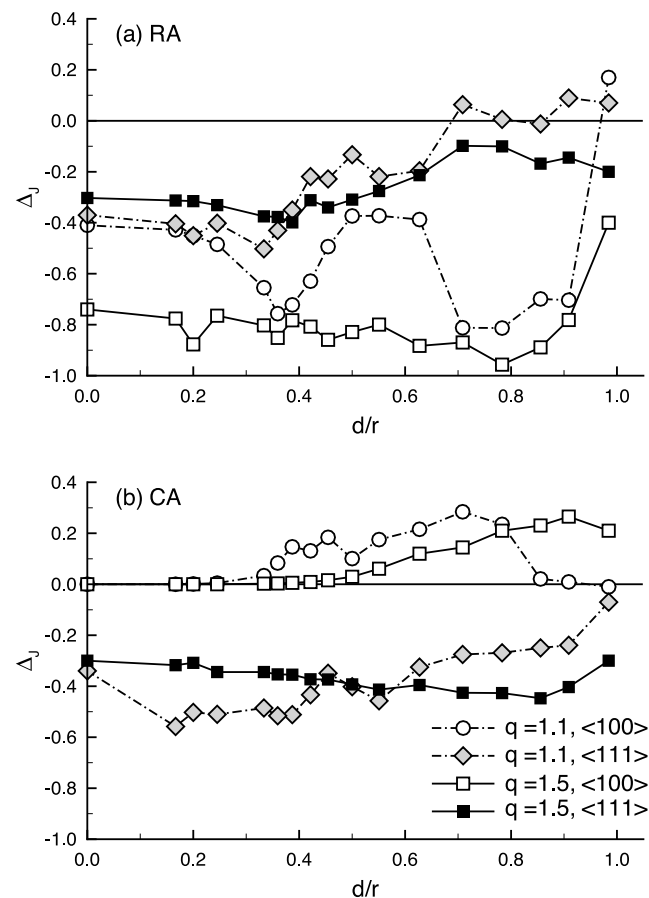 (a) RA
0.4
0.2
0.0
-0.2
-0.4
-0.6
-0.8
-1.0
ΔJ
0.0 0.2 0.4 0.6 0.8 1.0
d/r
(b) CA
0.4
0.2
0.0
-0.2
-0.4
-0.6
-0.8
-1.0
ΔJ
q =1.1, <100>
q =1.1, <111>
q =1.5, <100>
q =1.5, <111>
0.0 0.2 0.4 0.6 0.8 1.0
d/r